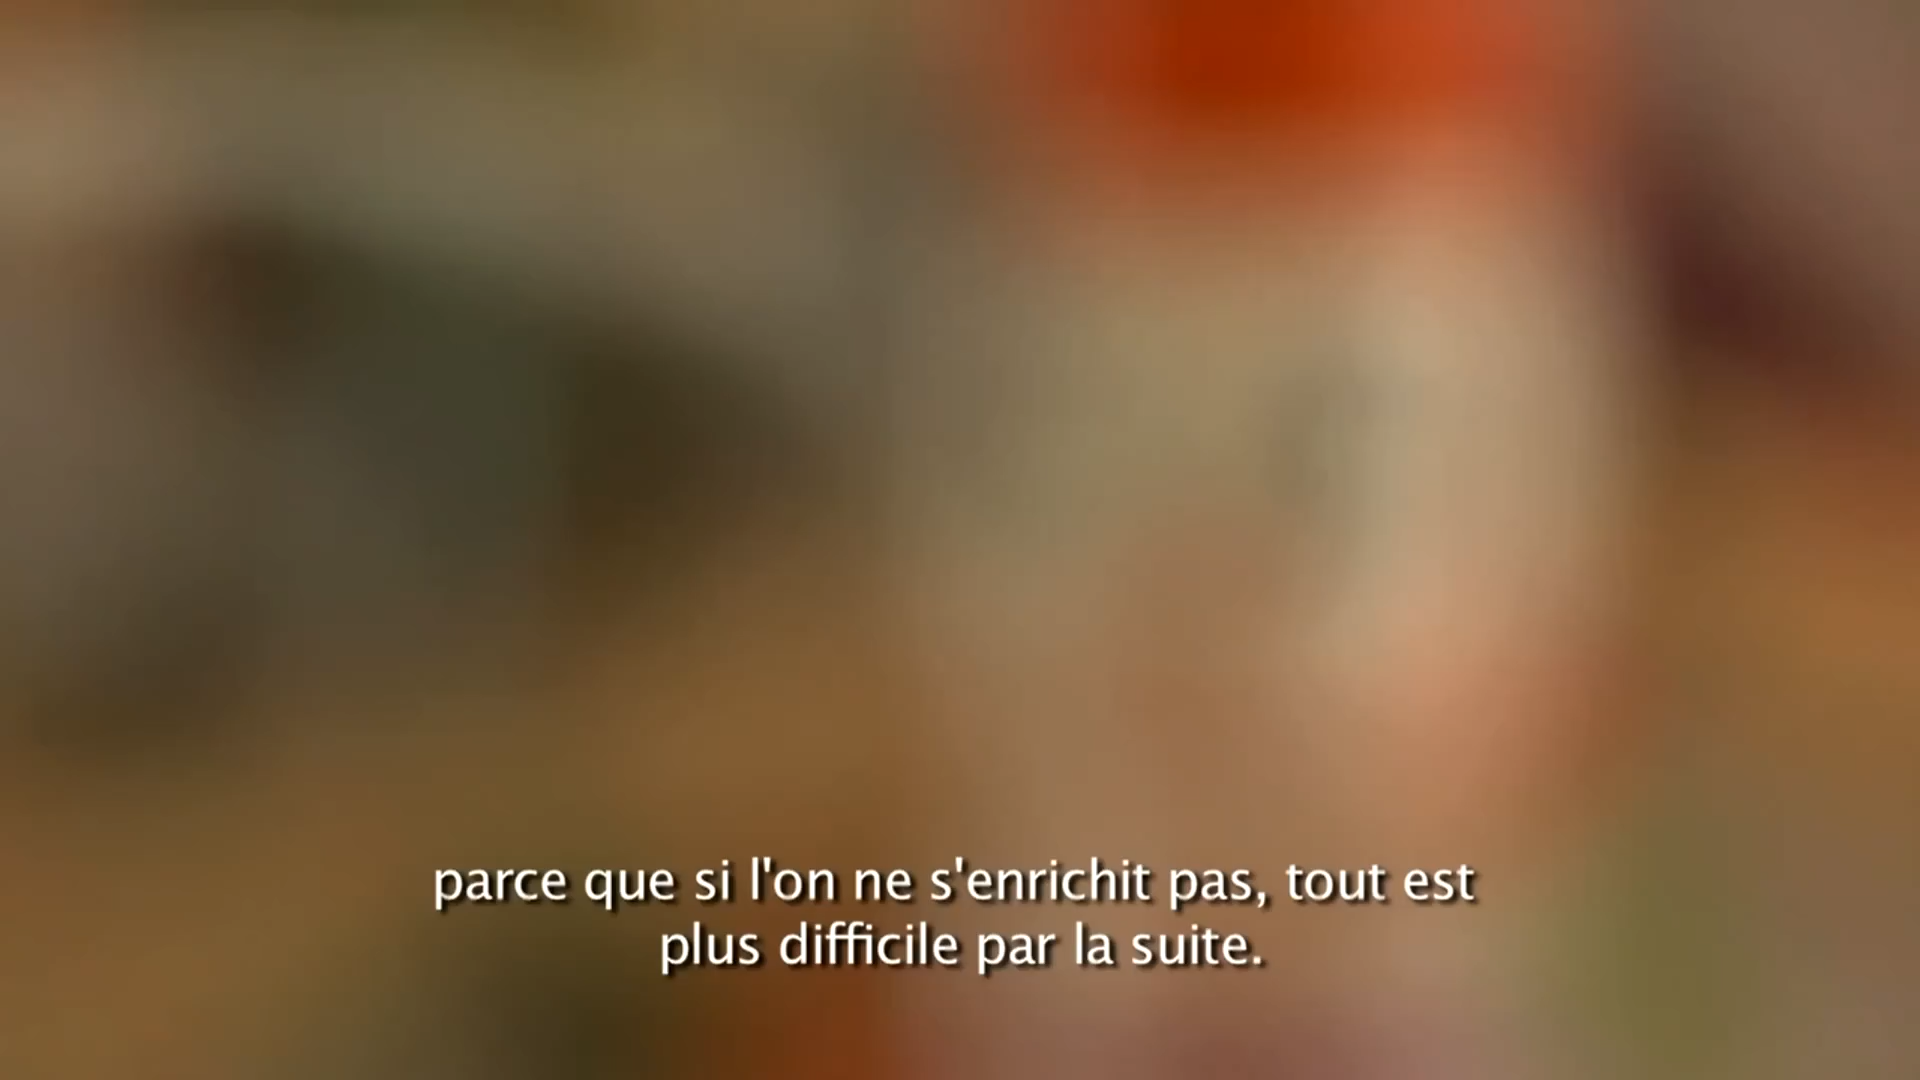 parce que si l'on ne s'enrichit pas, tout est
plus difficile par la suite.